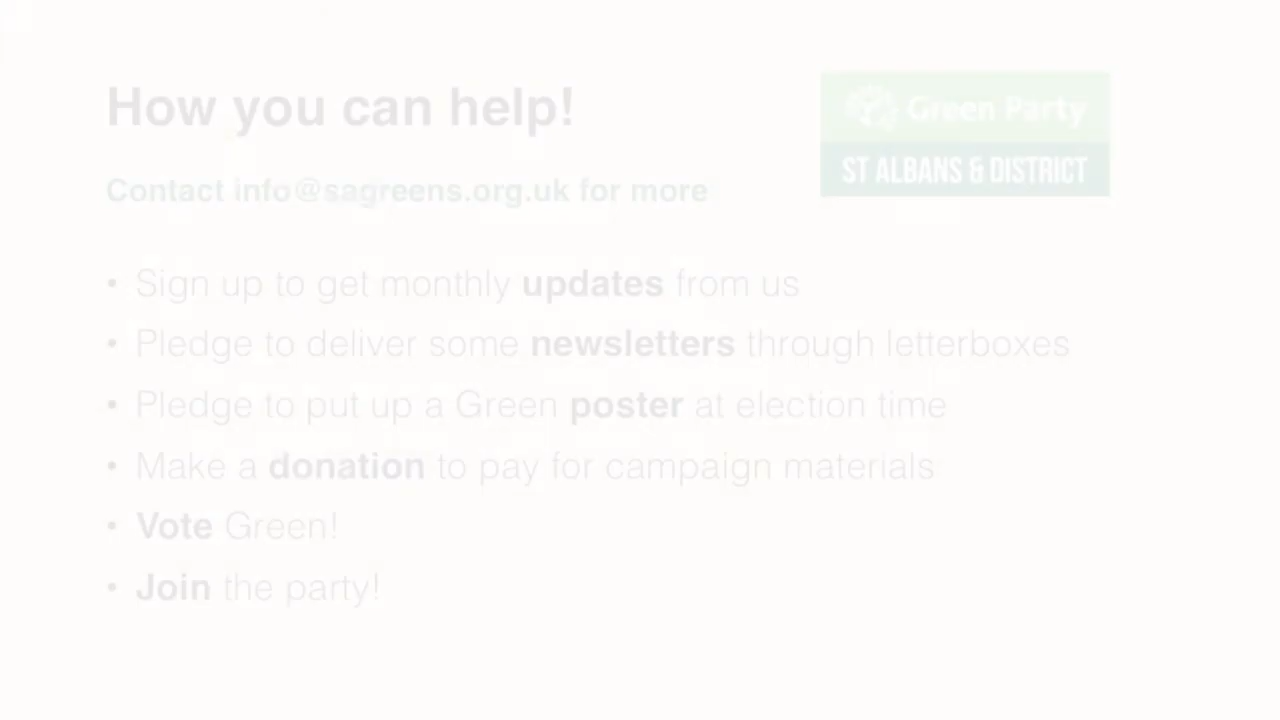 How you can help!
Green Party
ST ALBANS & DISTRICT
Contact info@sagreens.org.uk for more
• Sign up to get monthly updates from us
• Pledge to deliver some newsletters through letterboxes
• Pledge to put up a Green poster at election time
• Make a donation to pay for campaign materials
• Vote Green!
• Join the party!